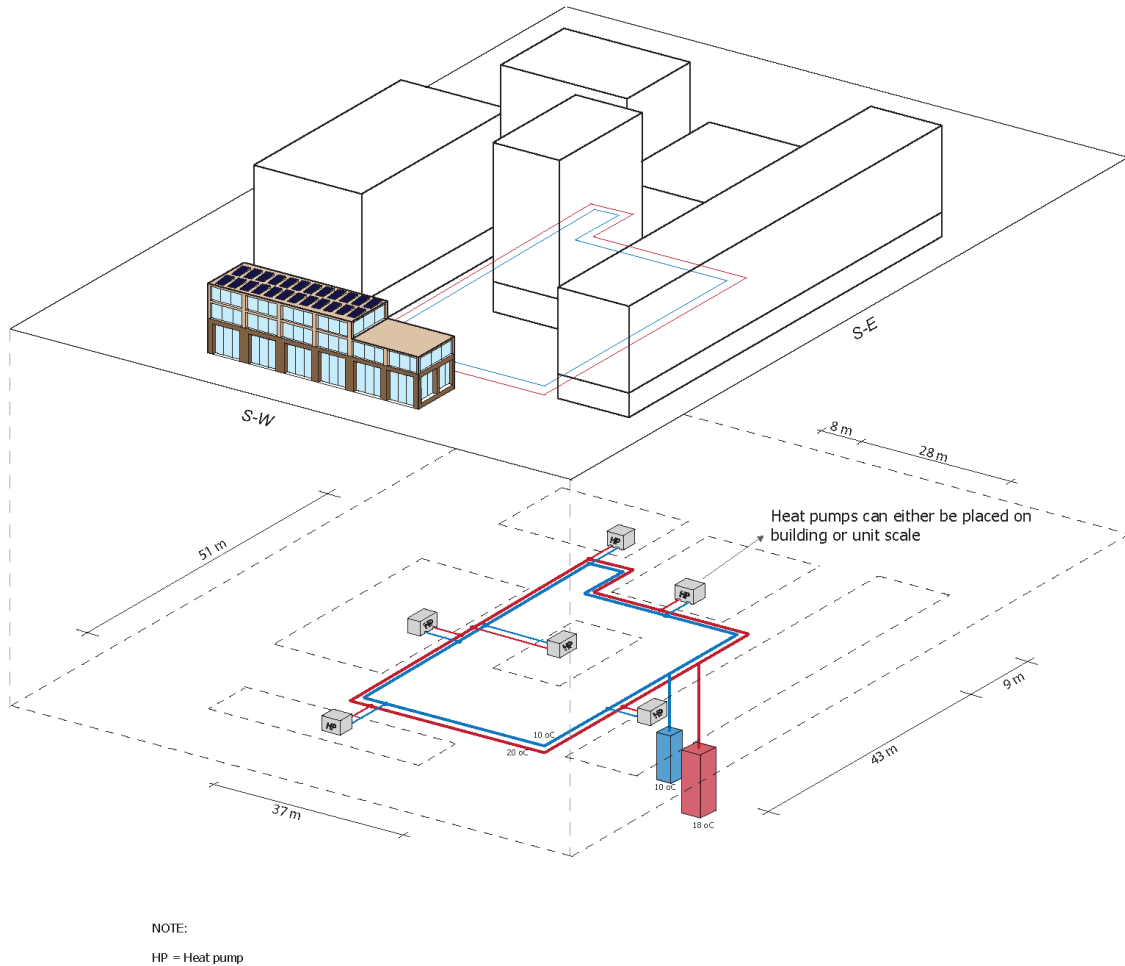 S-E
S-W
8 m
28 m
Heat pumps can either be placed on
building or unit scale
51 m
HP
HP
HP
HP
HP
HP
9 m
10 oC
20 oC
43 m
10 oC
37 m
18 oC
NOTE:
HP = Heat pump